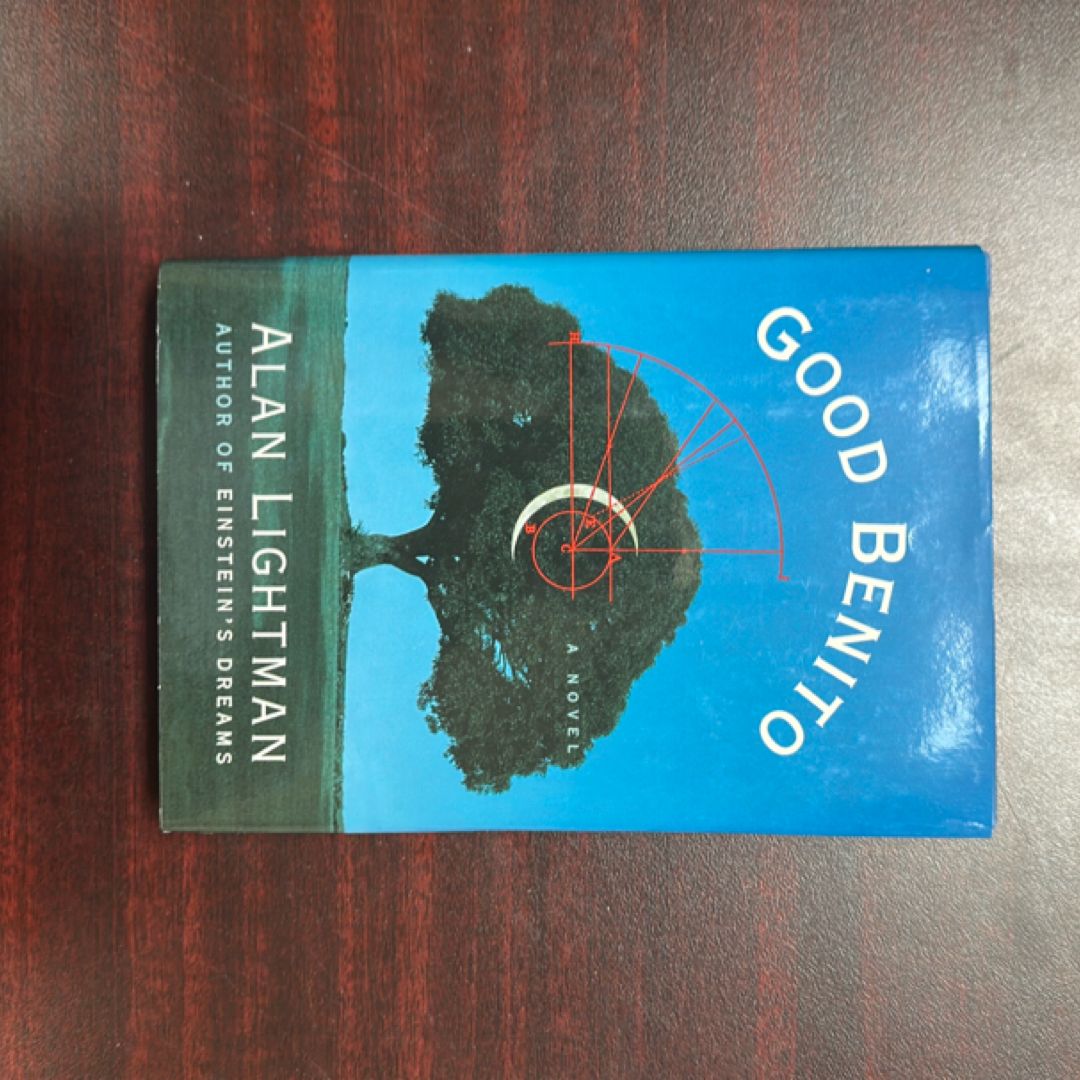 GOOD BENITO
H
J
A
E
C
B
A NOVEL
ALAN LIGHTMAN
AUTHOR OF EINSTEIN'S DREAMS